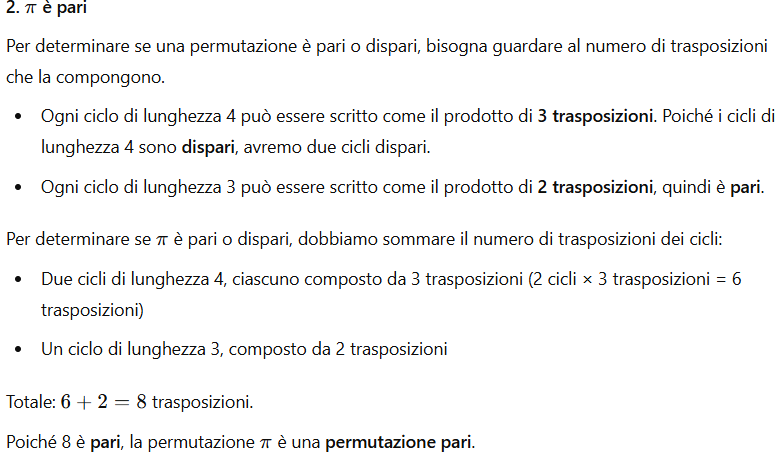 2. π è pari
Per determinare se una permutazione è pari o dispari, bisogna guardare al numero di trasposizioni
che la compongono.
• Ogni ciclo di lunghezza 4 può essere scritto come il prodotto di 3 trasposizioni. Poiché i cicli di
lunghezza 4 sono dispari, avremo due cicli dispari.
• Ogni ciclo di lunghezza 3 può essere scritto come il prodotto di 2 trasposizioni, quindi è pari.
Per determinare se π è pari o dispari, dobbiamo sommare il numero di trasposizioni dei cicli:
• Due cicli di lunghezza 4, ciascuno composto da 3 trasposizioni (2 cicli × 3 trasposizioni = 6
trasposizioni)
• Un ciclo di lunghezza 3, composto da 2 trasposizioni
Totale: 6 + 2 = 8 trasposizioni.
Poiché 8 è pari, la permutazione π è una permutazione pari.